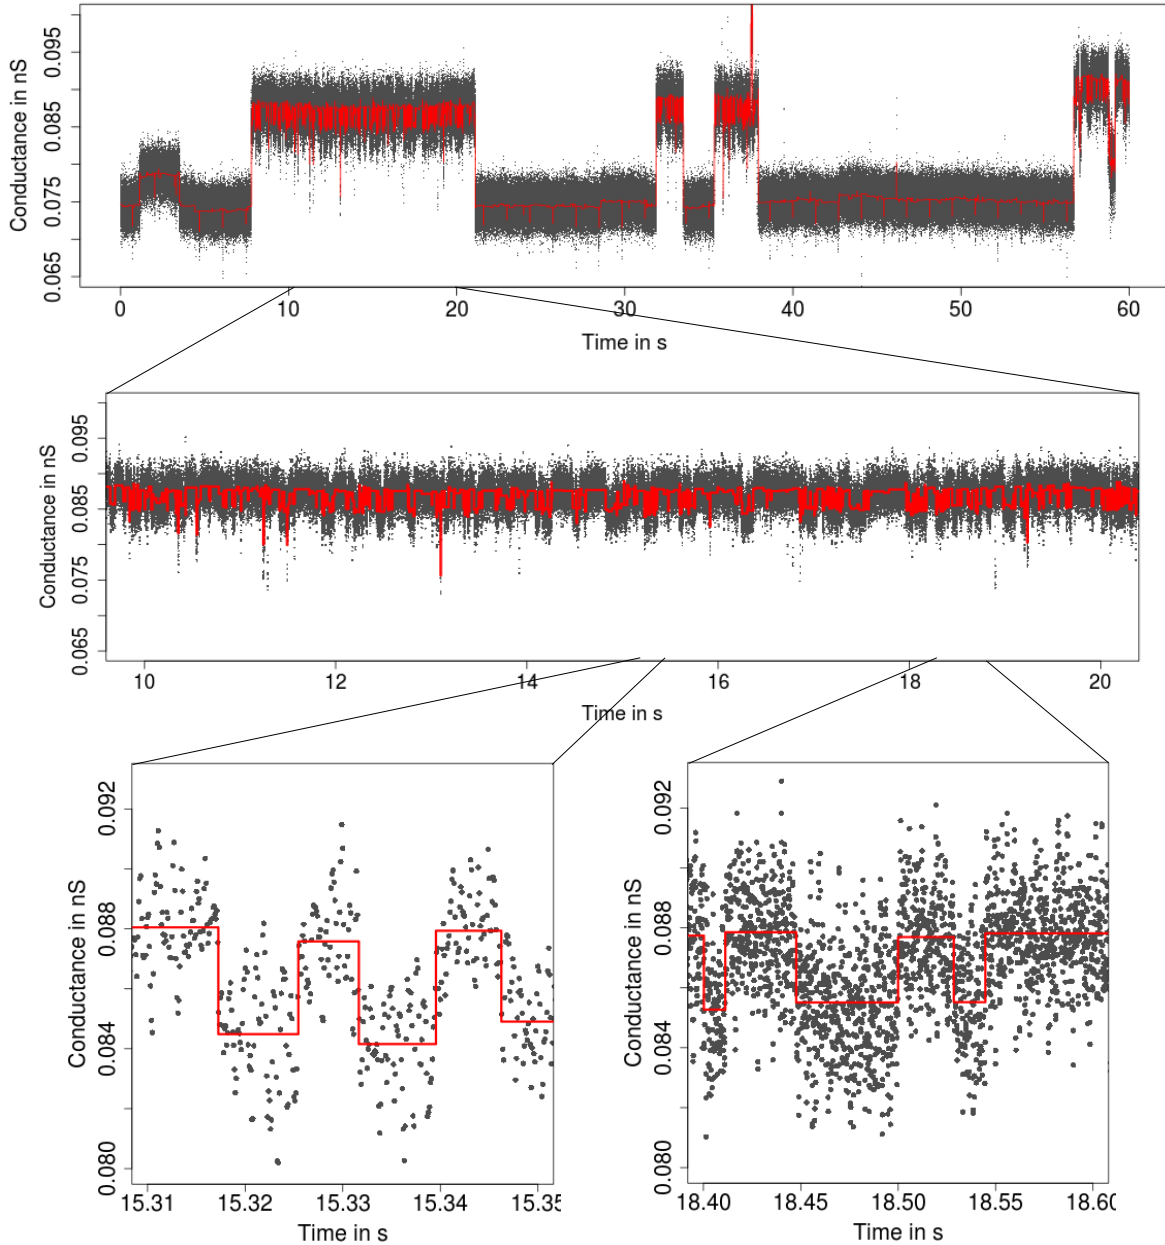 Conductance in nS
0.095
0.085
0.075
0.065
0 10 20 30 40 50 60
Time in s
Conductance in nS
0.095
0.085
0.075
0.065
10 12 14 16 18 20
Time in s
Conductance in nS
0.092
0.088
0.084
0.080
15.31 15.32 15.33 15.34 15.35
Time in s
Conductance in nS
0.092
0.088
0.084
0.080
18.40 18.45 18.50 18.55 18.60
Time in s